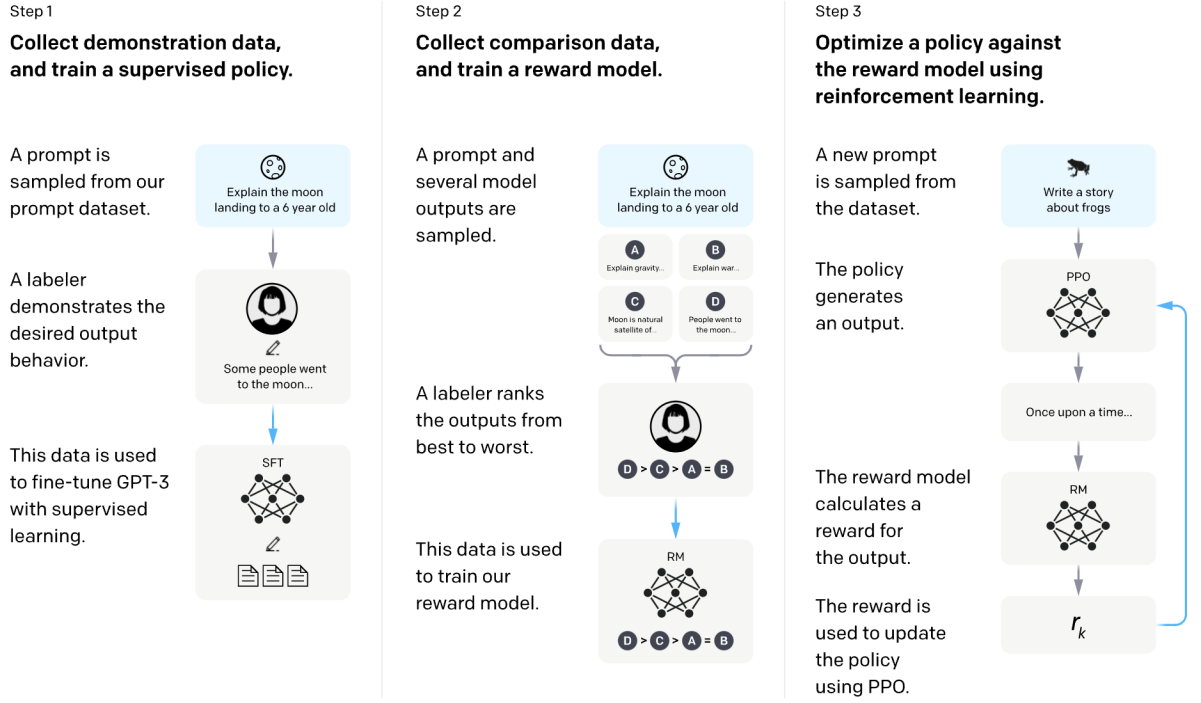 Step 1
Collect demonstration data,
and train a supervised policy.
A prompt is
sampled from our
prompt dataset.
Explain the moon
landing to a 6 year old
A labeler
demonstrates the
desired output
behavior.
Some people went
to the moon...
This data is used
to fine-tune GPT-3
with supervised
learning.
SFT
Step 2
Collect comparison data,
and train a reward model.
A prompt and
several model
outputs are
sampled.
Explain the moon
landing to a 6 year old
A
Explain gravity...
B
Explain war...
C
Moon is natural
satellite of...
D
People went to
the moon...
A labeler ranks
the outputs from
best to worst.
D > C > A = B
This data is used
to train our
reward model.
RM
D > C > A = B
Step 3
Optimize a policy against
the reward model using
reinforcement learning.
A new prompt
is sampled from
the dataset.
Write a story
about frogs
The policy
generates
an output.
PPO
Once upon a time...
The reward model
calculates a
reward for
the output.
RM
The reward is
used to update
the policy
using PPO.
r_k